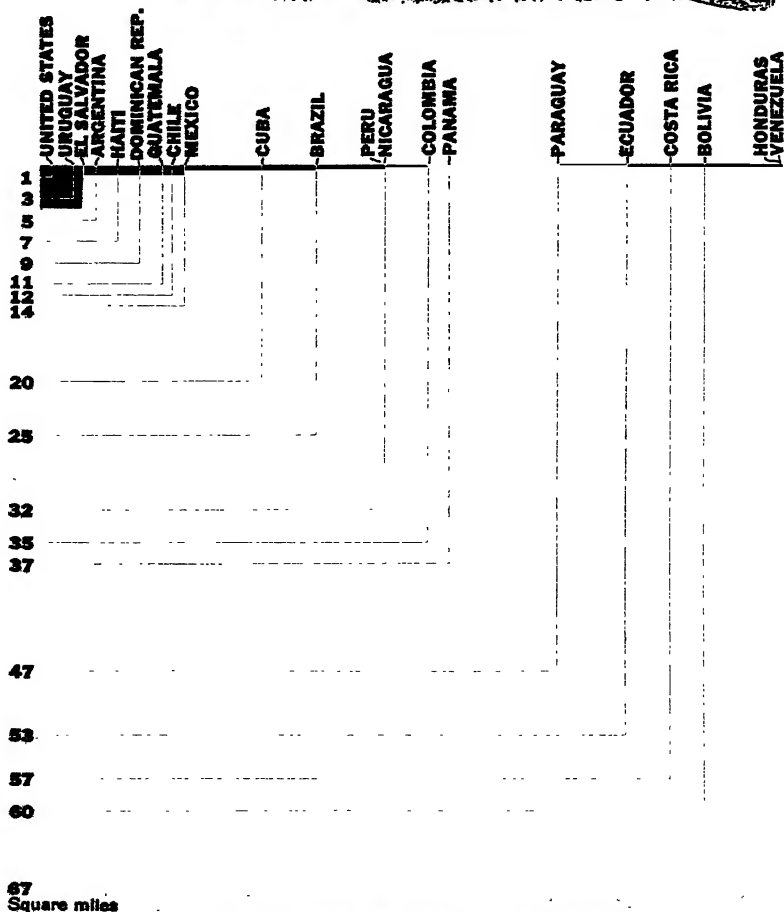 UNITED STATES
URUGUAY
EL SALVADOR
ARGENTINA
HAITI
DOMINICAN REP.
GUATEMALA
CHILE
MEXICO
CUBA
BRAZIL
PERU
NICARAGUA
COLOMBIA
PANAMA
PARAGUAY
ECUADOR
COSTA RICA
BOLIVIA
HONDURAS
VENEZUELA
1
3
5
7
9
11
12
14
20
25
32
35
37
47
53
57
60
67
Square miles